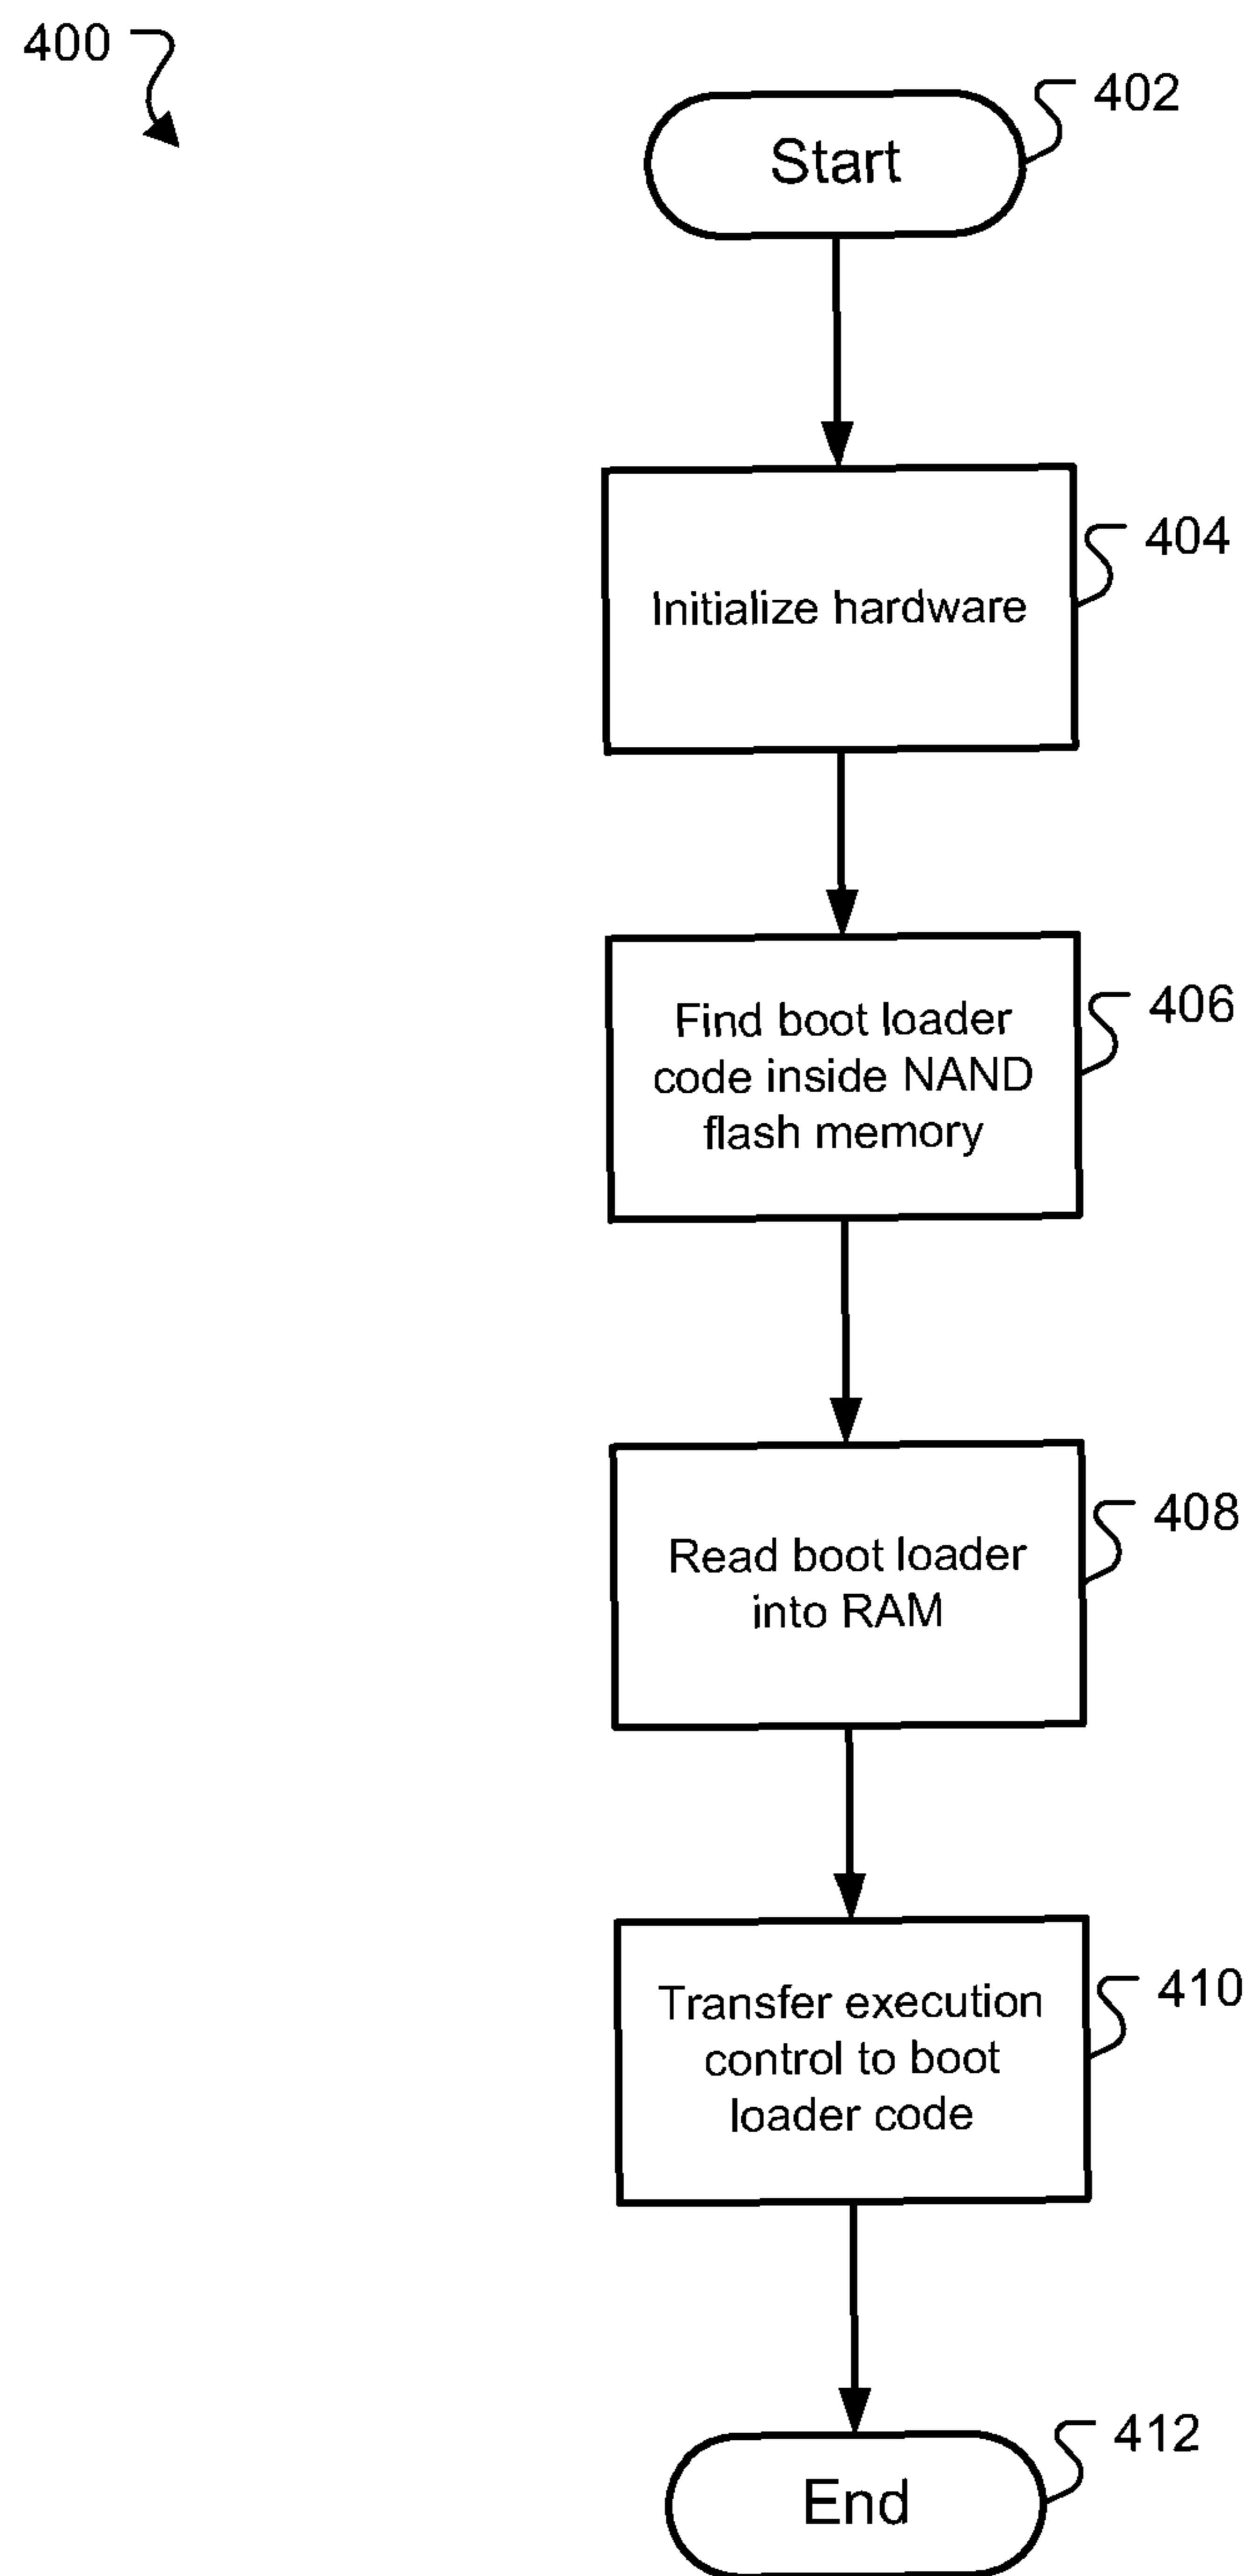 400
402
Start
404
Initialize hardware
406
Find boot loader
code inside NAND
flash memory
408
Read boot loader
into RAM
410
Transfer execution
control to boot
loader code
412
End